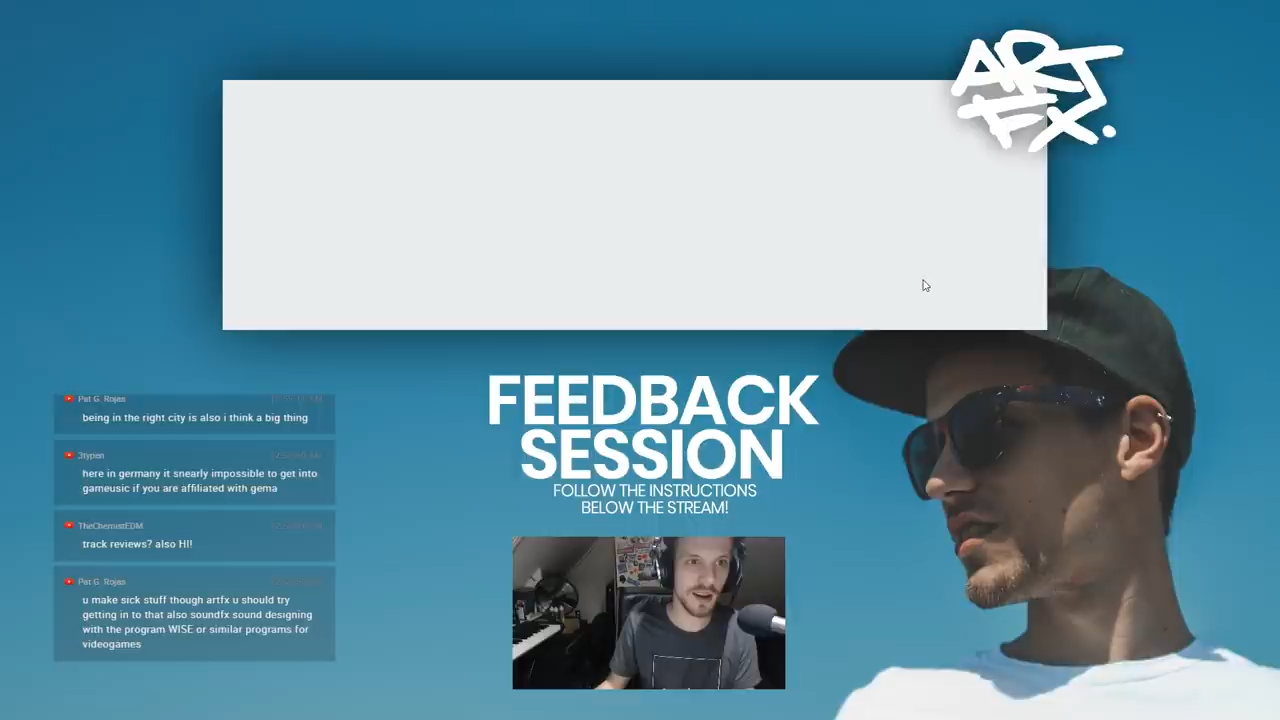 ART
FX.
Pat G. Rojas
being in the right city is also i think a big thing
3typen
here in germany it snearly impossible to get into
gameusic if you are affiliated with gema
TheChemistEDM
track reviews? also HI!
Pat G. Rojas
u make sick stuff though artfx u should try
getting in to that also soundfx sound designing
with the program WISE or similar programs for
videogames
FEEDBACK
SESSION
FOLLOW THE INSTRUCTIONS
BELOW THE STREAM!